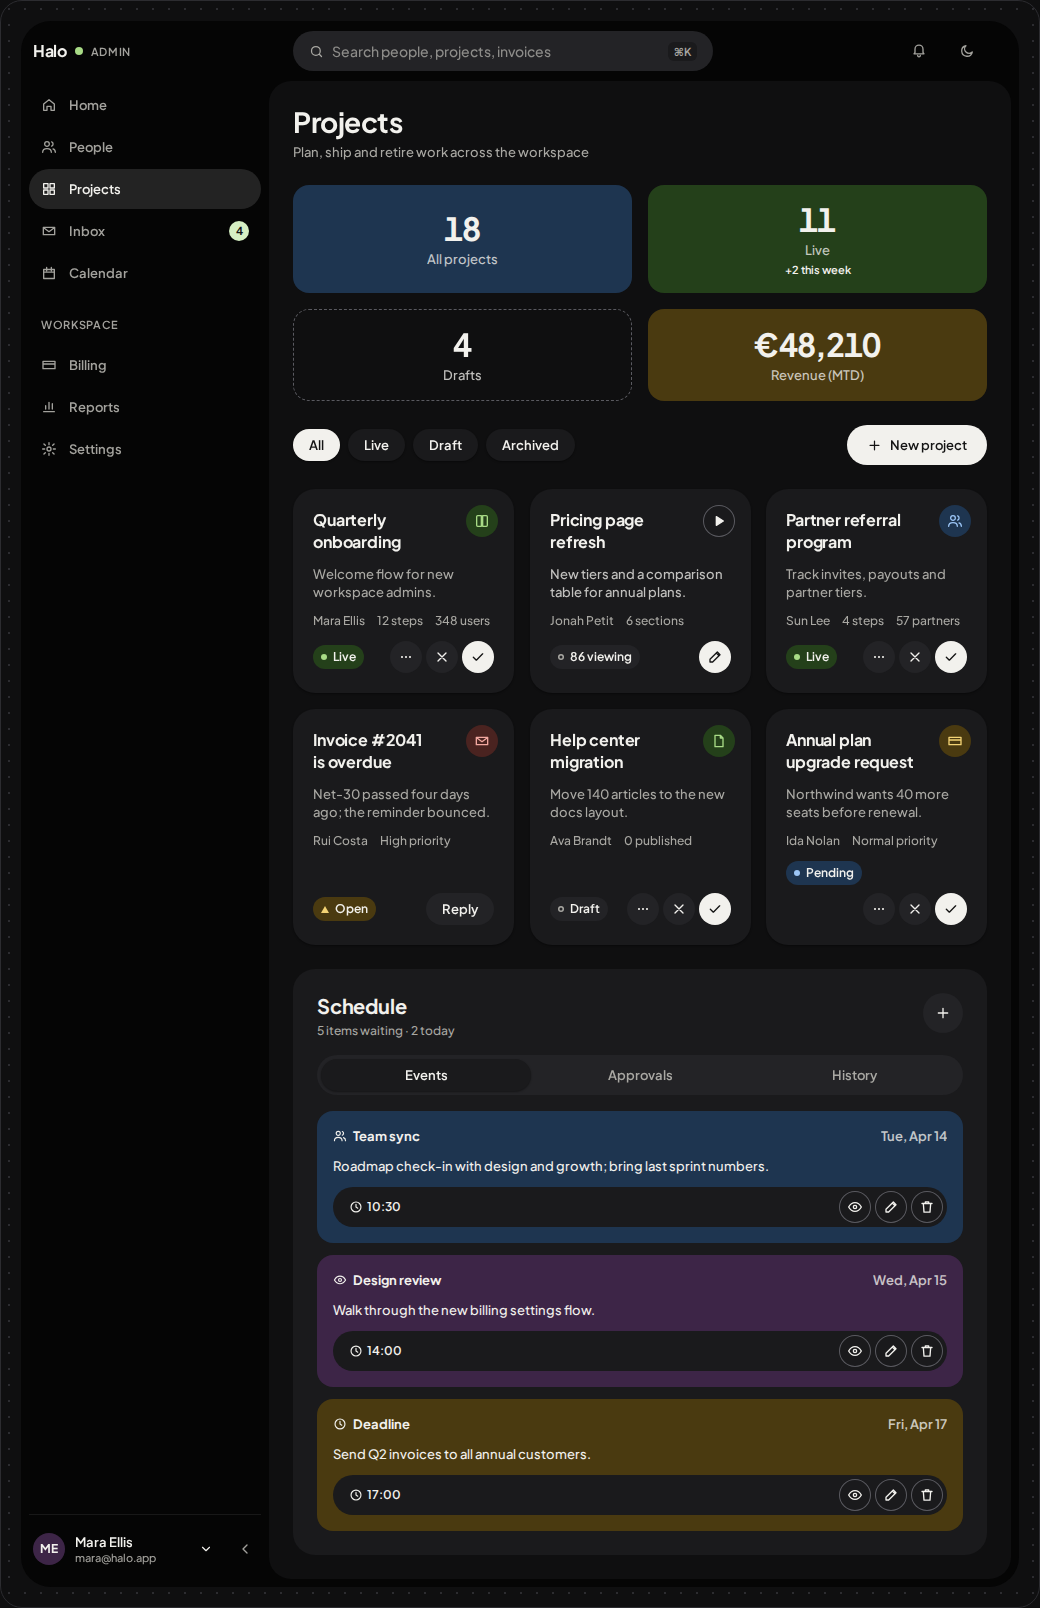 Halo ADMIN
Search people, projects, invoices ⌘K
Home
People
Projects
Inbox 4
Calendar
WORKSPACE
Billing
Reports
Settings
ME Mara Ellis
mara@halo.app
Projects
Plan, ship and retire work across the workspace
18
All projects
11
Live
+2 this week
4
Drafts
€48,210
Revenue (MTD)
All Live Draft Archived + New project
Quarterly
onboarding
Welcome flow for new
workspace admins.
Mara Ellis 12 steps 348 users
Live
Pricing page
refresh
New tiers and a comparison
table for annual plans.
Jonah Petit 6 sections
86 viewing
Partner referral
program
Track invites, payouts and
partner tiers.
Sun Lee 4 steps 57 partners
Live
Invoice #2041
is overdue
Net-30 passed four days
ago; the reminder bounced.
Rui Costa High priority
Open Reply
Help center
migration
Move 140 articles to the new
docs layout.
Ava Brandt 0 published
Draft
Annual plan
upgrade request
Northwind wants 40 more
seats before renewal.
Ida Nolan Normal priority
Pending
Schedule
5 items waiting · 2 today
Events Approvals History
Team sync Tue, Apr 14
Roadmap check-in with design and growth; bring last sprint numbers.
10:30
Design review Wed, Apr 15
Walk through the new billing settings flow.
14:00
Deadline Fri, Apr 17
Send Q2 invoices to all annual customers.
17:00